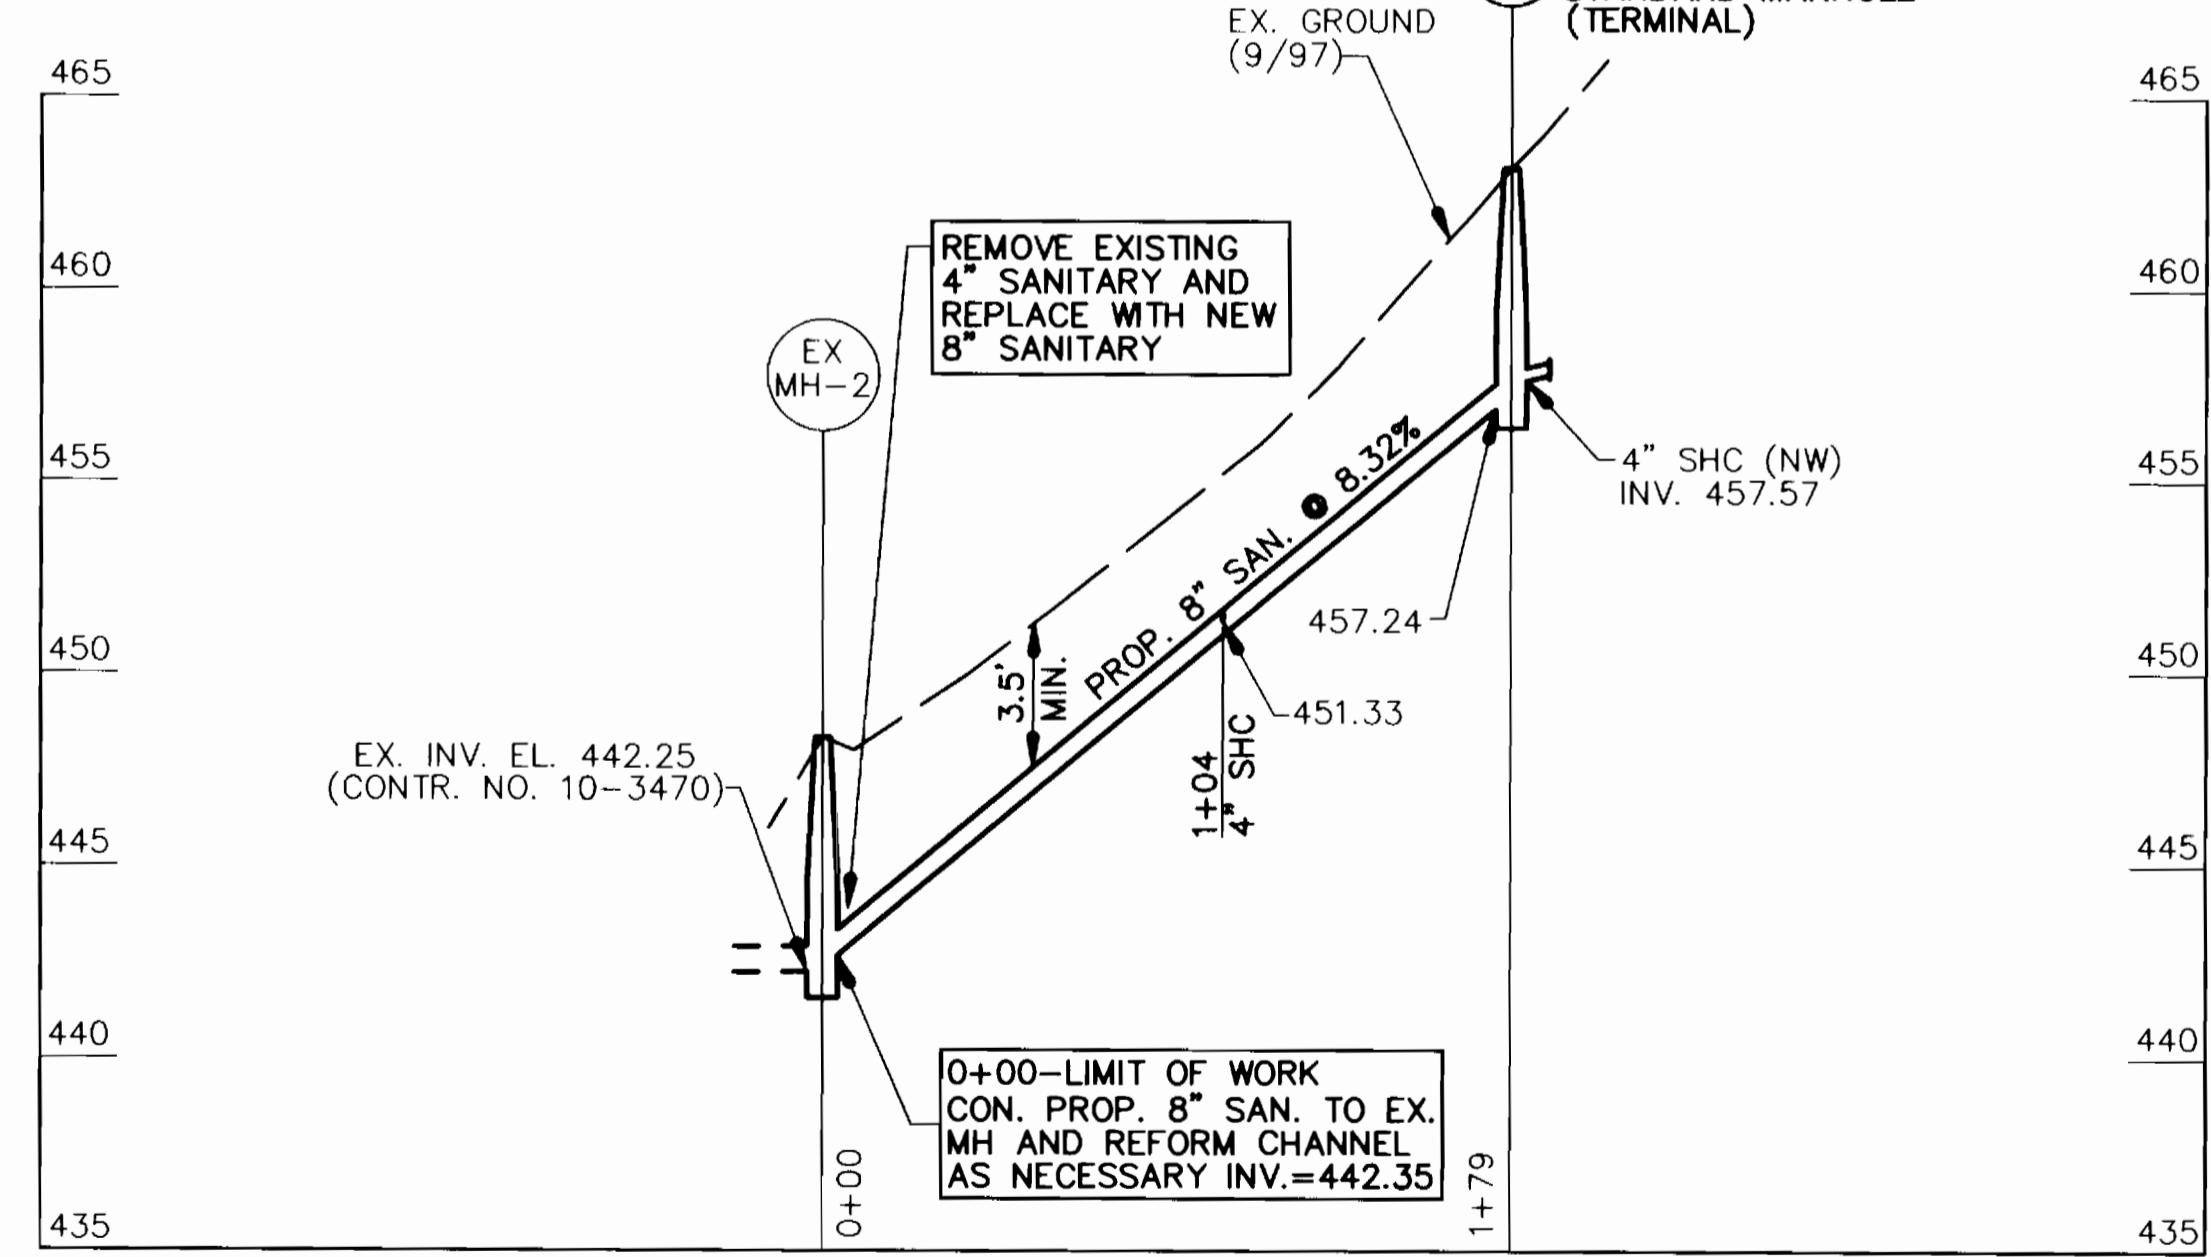 (TERMINAL)
EX. GROUND
(9/97)
465
465
460
460
REMOVE EXISTING
4" SANITARY AND
REPLACE WITH NEW
8" SANITARY
EX
MH-2
455
455
4" SHC (NW)
INV. 457.57
PROP. 8" SAN. @ 8.32%
457.24
450
450
3.5'
MIN.
451.33
1+04
4" SHC
EX. INV. EL. 442.25
(CONTR. NO. 10-3470)
445
445
440
440
0+00-LIMIT OF WORK
CON. PROP. 8" SAN. TO EX.
MH AND REFORM CHANNEL
AS NECESSARY INV.=442.35
0+00
1+79
435
435